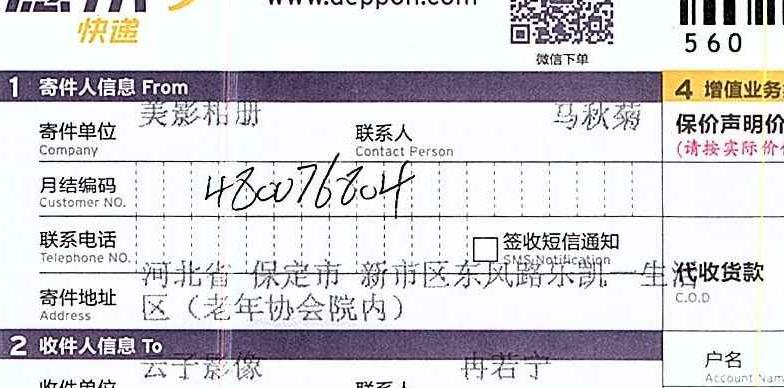 快递
www.deppon.com
微信下单
560
1 寄件人信息 From
4 增值业务
美影相册
马秋菊
寄件单位
Company
联系人
Contact Person
保价声明价
(请按实际价
月结编码
Customer NO.
480076804
联系电话
Telephone NO.
签收短信通知
SMS Notification
河北省 保定市 新市区东风路乐凯一生活
区（老年协会院内）
寄件地址
Address
代收货款
C.O.D
2 收件人信息 To
云子影像
冉若宁
户名
Account Nam
收件单位
联系人